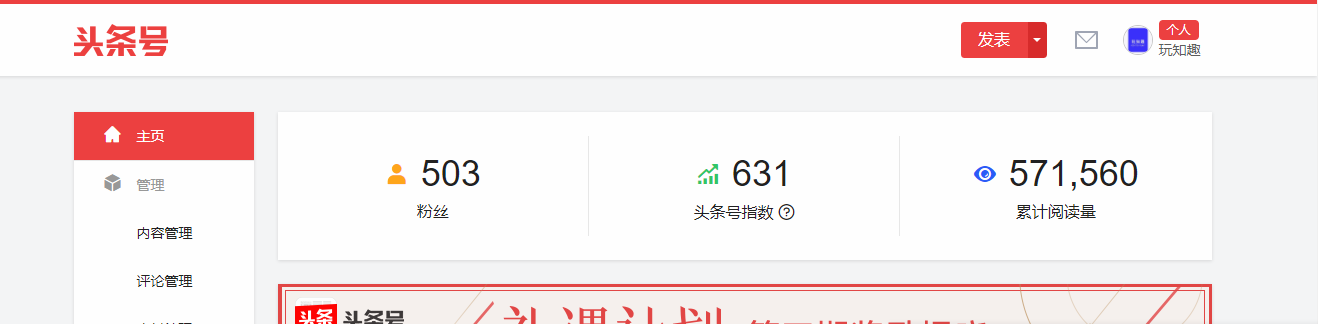 头条号
发表
个人
玩知趣
主页
管理
内容管理
评论管理
503
粉丝
631
头条号指数
571,560
累计阅读量
头条 头条号